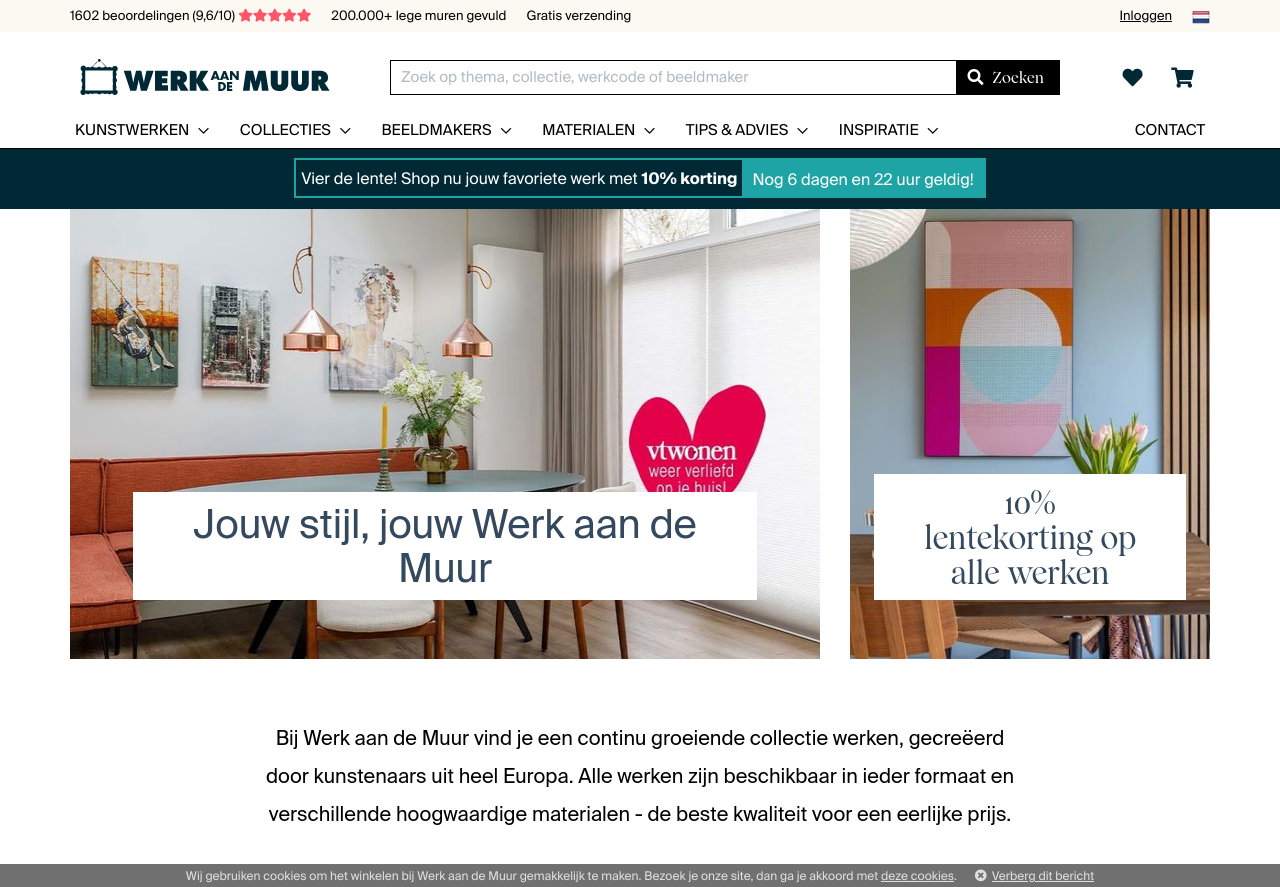 1602 beoordelingen (9,6/10) 200.000+ lege muren gevuld Gratis verzending Inloggen
WERK AAN DE MUUR
Zoek op thema, collectie, werkcode of beeldmaker Zoeken
KUNSTWERKEN COLLECTIES BEELDMAKERS MATERIALEN TIPS & ADVIES INSPIRATIE CONTACT
Vier de lente! Shop nu jouw favoriete werk met 10% korting Nog 6 dagen en 22 uur geldig!
vtwonen
weer verliefd
op je huis!
Jouw stijl, jouw Werk aan de
Muur
10%
lentekorting op
alle werken
Bij Werk aan de Muur vind je een continu groeiende collectie werken, gecreëerd
door kunstenaars uit heel Europa. Alle werken zijn beschikbaar in ieder formaat en
verschillende hoogwaardige materialen - de beste kwaliteit voor een eerlijke prijs.
Wij gebruiken cookies om het winkelen bij Werk aan de Muur gemakkelijk te maken. Bezoek je onze site, dan ga je akkoord met deze cookies. Verberg dit bericht